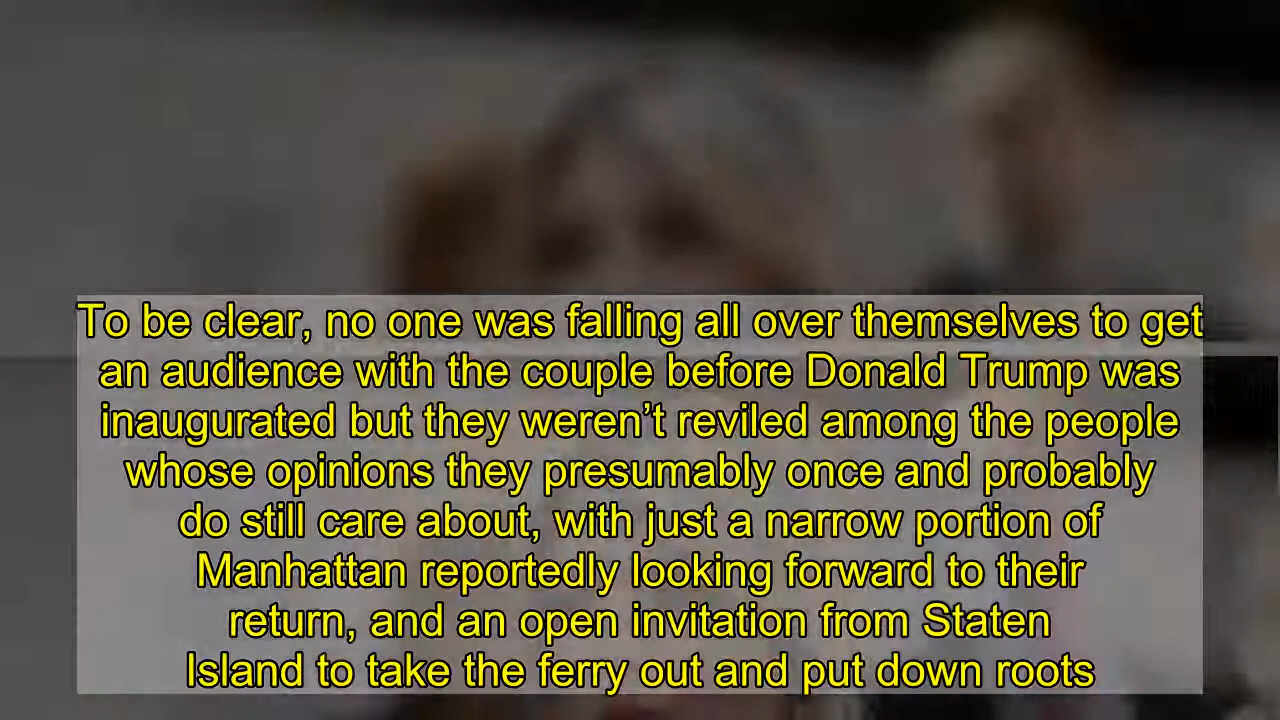 To be clear, no one was falling all over themselves to get
an audience with the couple before Donald Trump was
inaugurated but they weren’t reviled among the people
whose opinions they presumably once and probably
do still care about, with just a narrow portion of
Manhattan reportedly looking forward to their
return, and an open invitation from Staten
Island to take the ferry out and put down roots